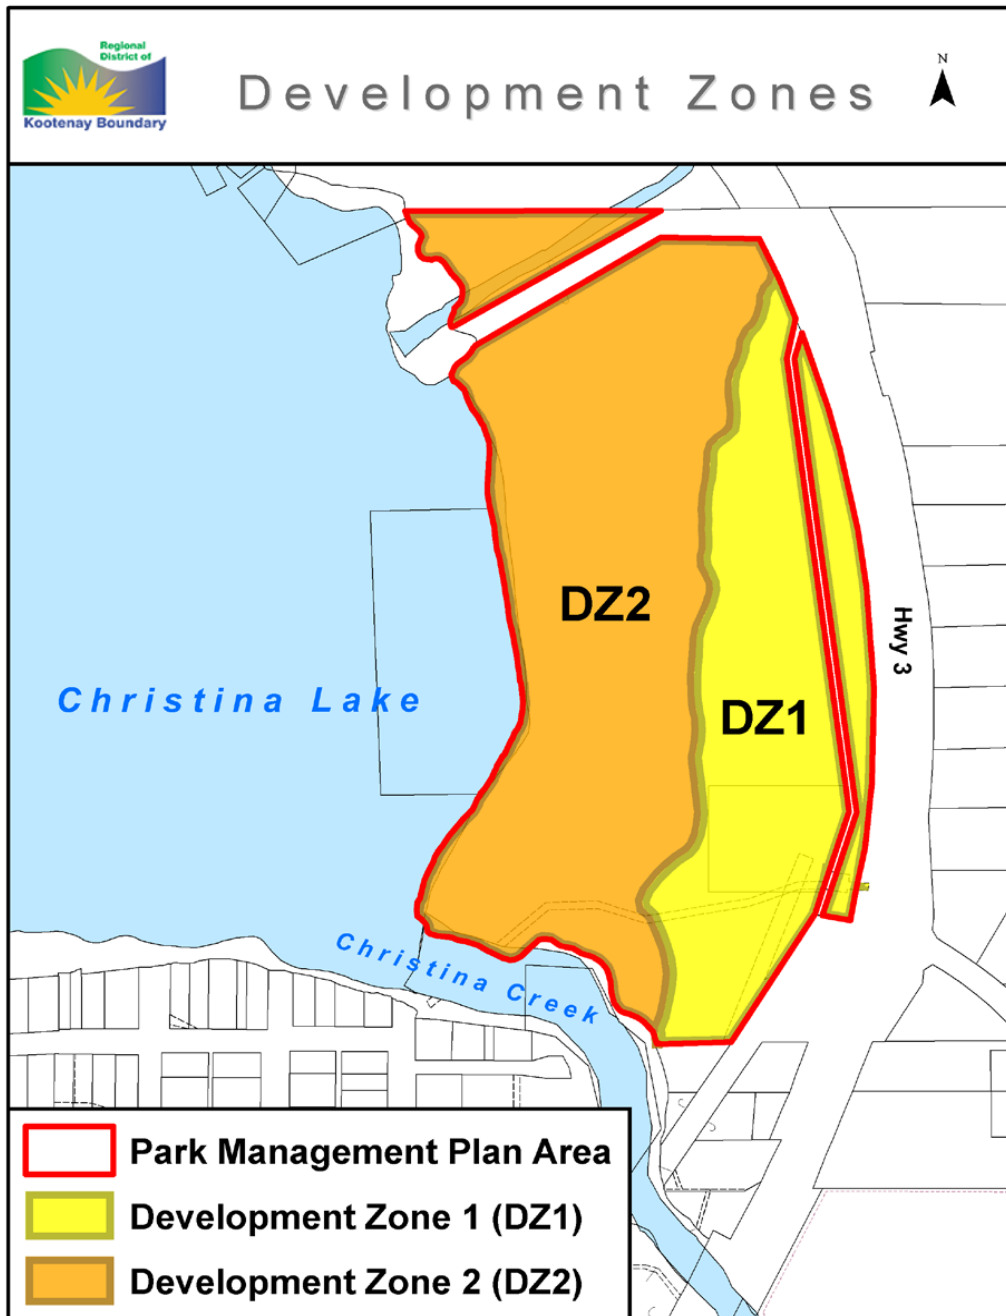 Regional
District of
Kootenay Boundary
Development Zones
N
DZ2
Hwy 3
Christina Lake
DZ1
Christina Creek
Park Management Plan Area
Development Zone 1 (DZ1)
Development Zone 2 (DZ2)